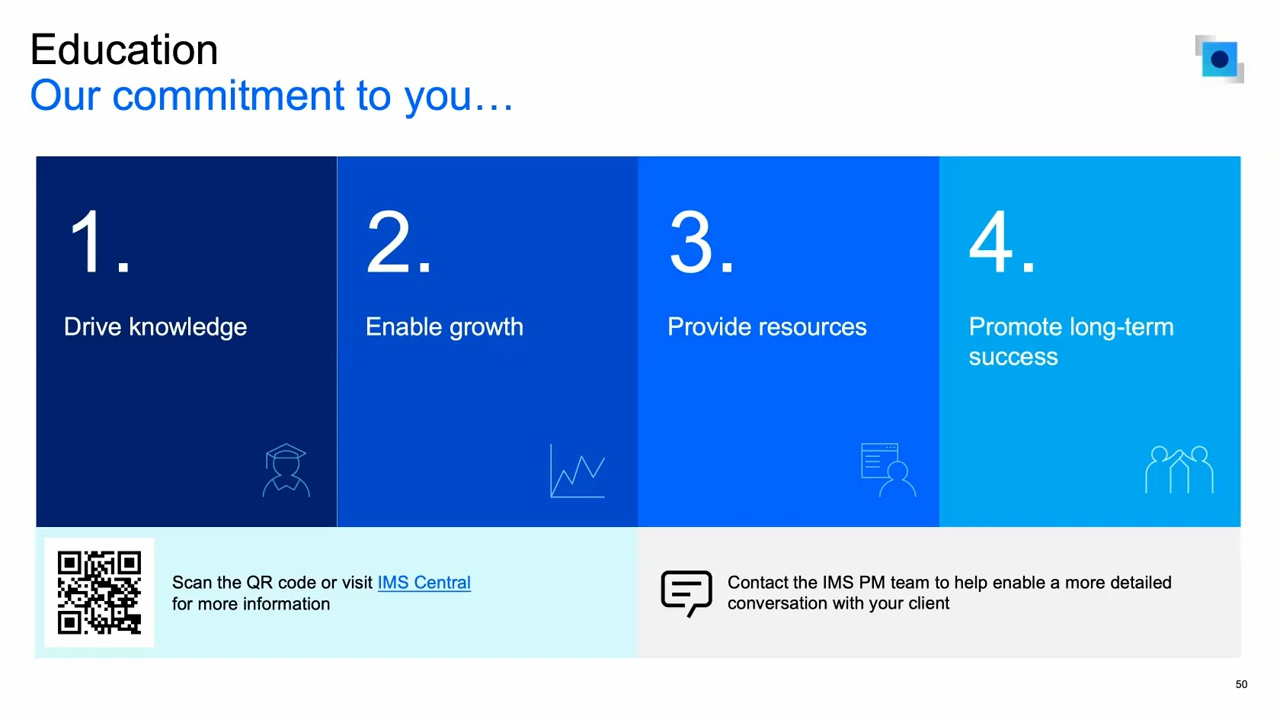 Education
Our commitment to you…
1.
Drive knowledge
2.
Enable growth
3.
Provide resources
4.
Promote long-term
success
Scan the QR code or visit IMS Central
for more information
Contact the IMS PM team to help enable a more detailed
conversation with your client
50